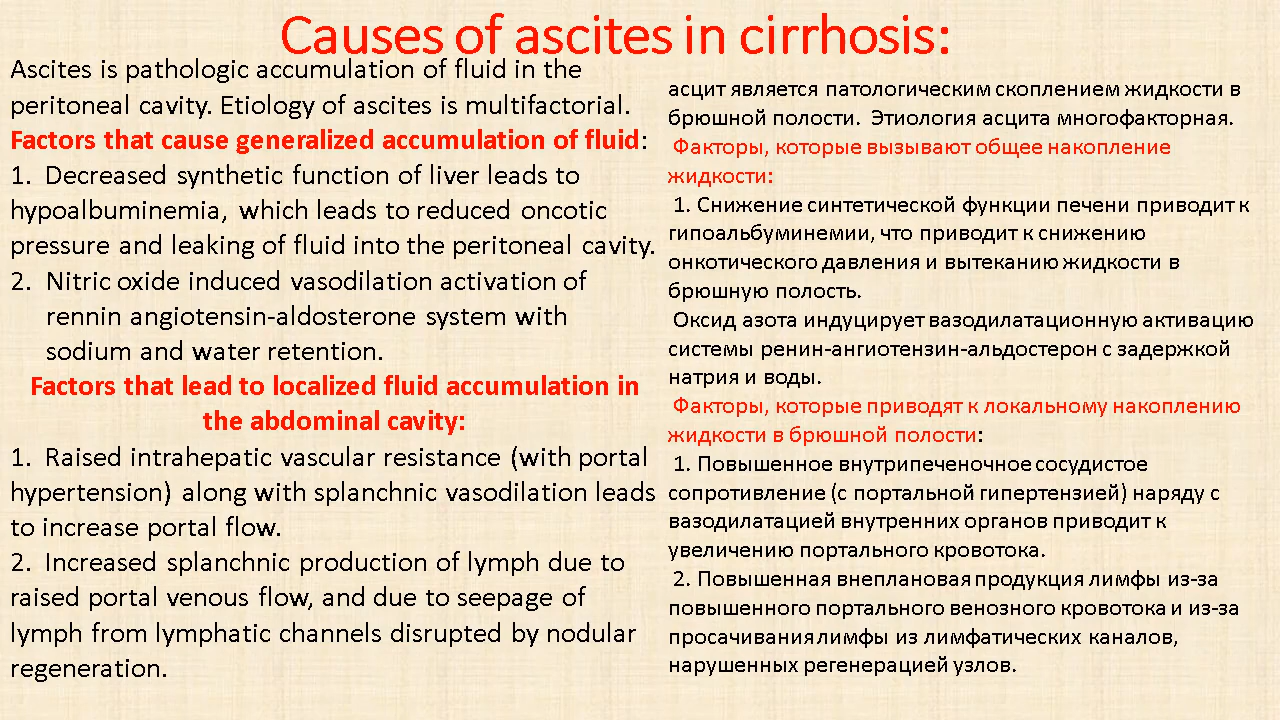 Causes of ascites in cirrhosis:
Ascites is pathologic accumulation of fluid in the
peritoneal cavity. Etiology of ascites is multifactorial.
Factors that cause generalized accumulation of fluid:
1. Decreased synthetic function of liver leads to
hypoalbuminemia, which leads to reduced oncotic
pressure and leaking of fluid into the peritoneal cavity.
2. Nitric oxide induced vasodilation activation of
rennin angiotensin-aldosterone system with
sodium and water retention.
Factors that lead to localized fluid accumulation in
the abdominal cavity:
1. Raised intrahepatic vascular resistance (with portal
hypertension) along with splanchnic vasodilation leads
to increase portal flow.
2. Increased splanchnic production of lymph due to
raised portal venous flow, and due to seepage of
lymph from lymphatic channels disrupted by nodular
regeneration.
асцит является патологическим скоплением жидкости в
брюшной полости. Этиология асцита многофакторная.
Факторы, которые вызывают общее накопление
жидкости:
1. Снижение синтетической функции печени приводит к
гипоальбуминемии, что приводит к снижению
онкотического давления и вытеканию жидкости в
брюшную полость.
Оксид азота индуцирует вазодилатационную активацию
системы ренин-ангиотензин-альдостерон с задержкой
натрия и воды.
Факторы, которые приводят к локальному накоплению
жидкости в брюшной полости:
1. Повышенное внутрипеченочное сосудистое
сопротивление (с портальной гипертензией) наряду с
вазодилатацией внутренних органов приводит к
увеличению портального кровотока.
2. Повышенная внеплановая продукция лимфы из-за
повышенного портального венозного кровотока и из-за
просачивания лимфы из лимфатических каналов,
нарушенных регенерацией узлов.